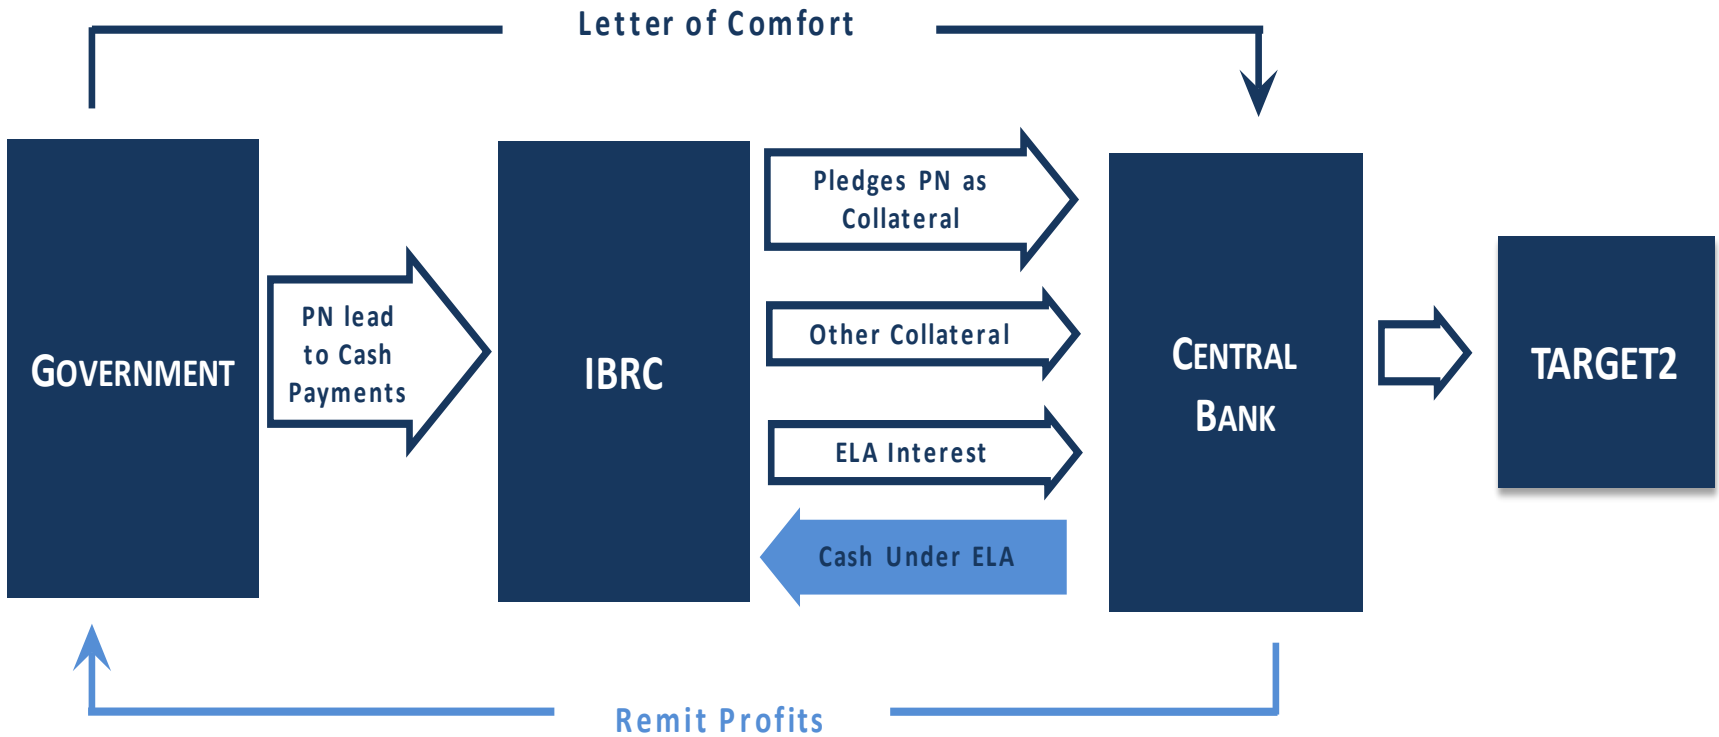 Letter of Comfort
GOVERNMENT
PN lead
to Cash
Payments
IBRC
Pledges PN as
Collateral
Other Collateral
ELA Interest
Cash Under ELA
CENTRAL
BANK
TARGET2
Remit Profits